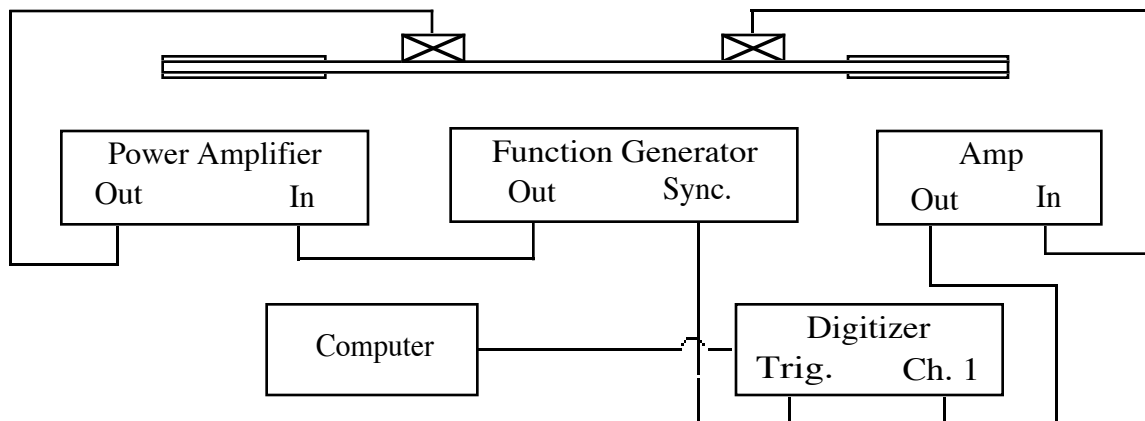 Power Amplifier
Out In
Function Generator
Out Sync.
Amp
Out In
Computer
Digitizer
Trig. Ch. 1